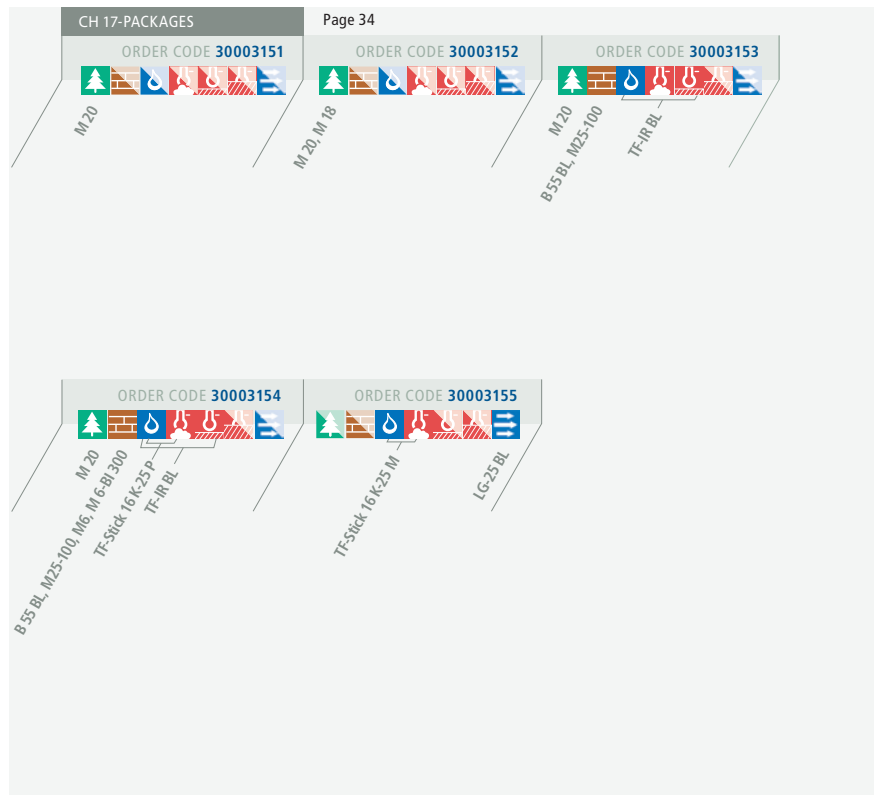 CH 17-PACKAGES
Page 34
ORDER CODE 30003151
ORDER CODE 30003152
ORDER CODE 30003153
M 20
M 20, M 18
M 20
B 55 BL, M25-100
TF-IR BL
ORDER CODE 30003154
ORDER CODE 30003155
M 20
B 55 BL, M25-100, M6, M 6-BI 300
TF-Stick 16 K-25 P
TF-IR BL
TF-Stick 16 K-25 M
LG-25 BL